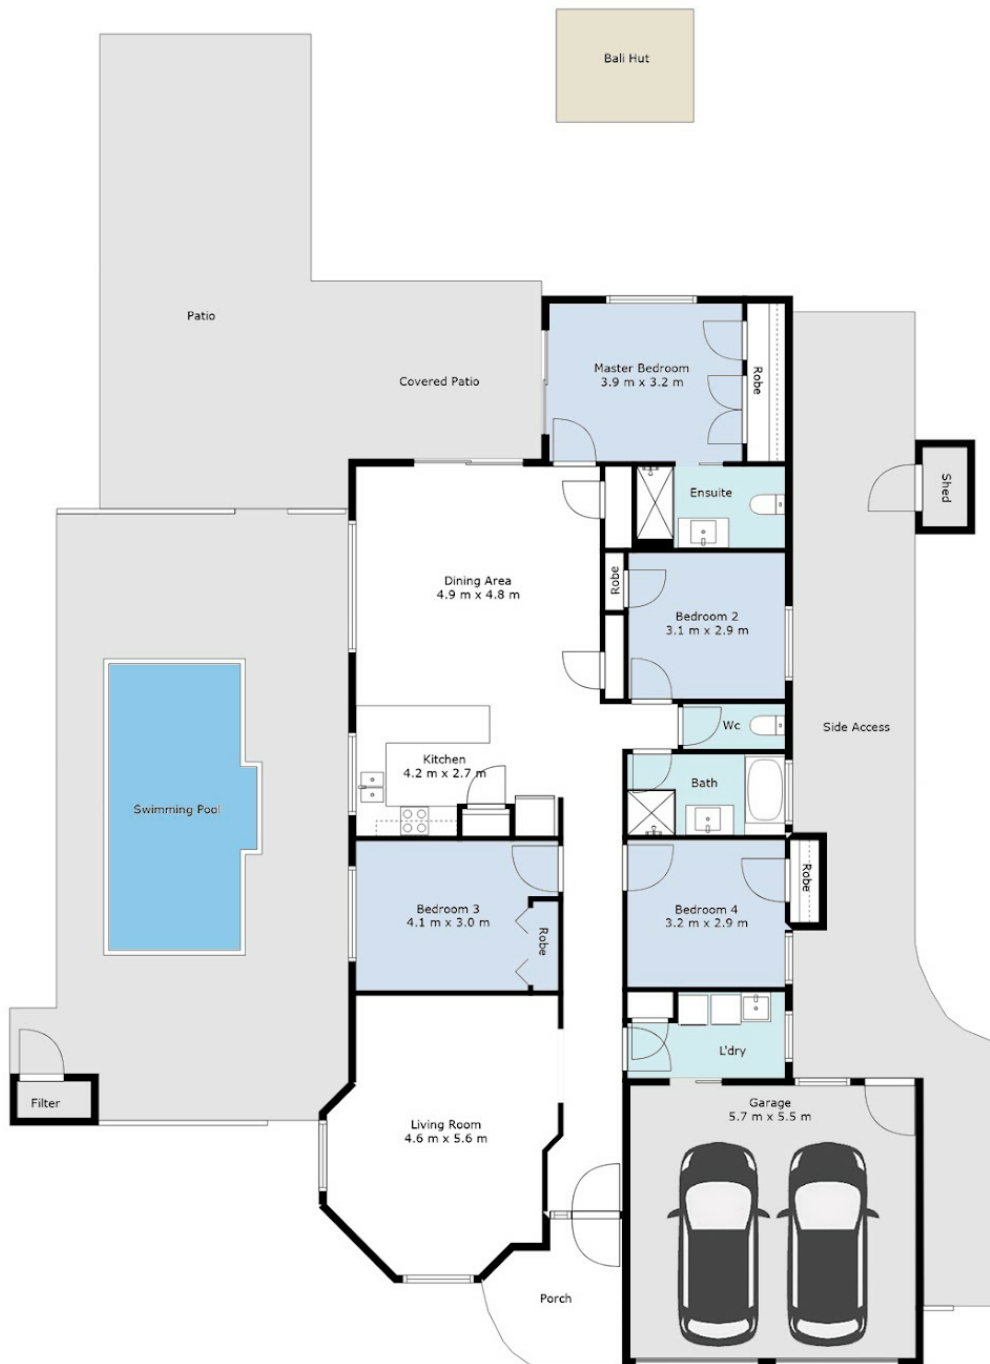 Bali Hut
Patio
Covered Patio
Master Bedroom
3.9 m x 3.2 m
Robe
Ensuite
Shed
Dining Area
4.9 m x 4.8 m
Robe
Bedroom 2
3.1 m x 2.9 m
Wc
Side Access
Kitchen
4.2 m x 2.7 m
Bath
Swimming Pool
Bedroom 3
4.1 m x 3.0 m
Robe
Bedroom 4
3.2 m x 2.9 m
Robe
L'dry
Filter
Living Room
4.6 m x 5.6 m
Garage
5.7 m x 5.5 m
Porch